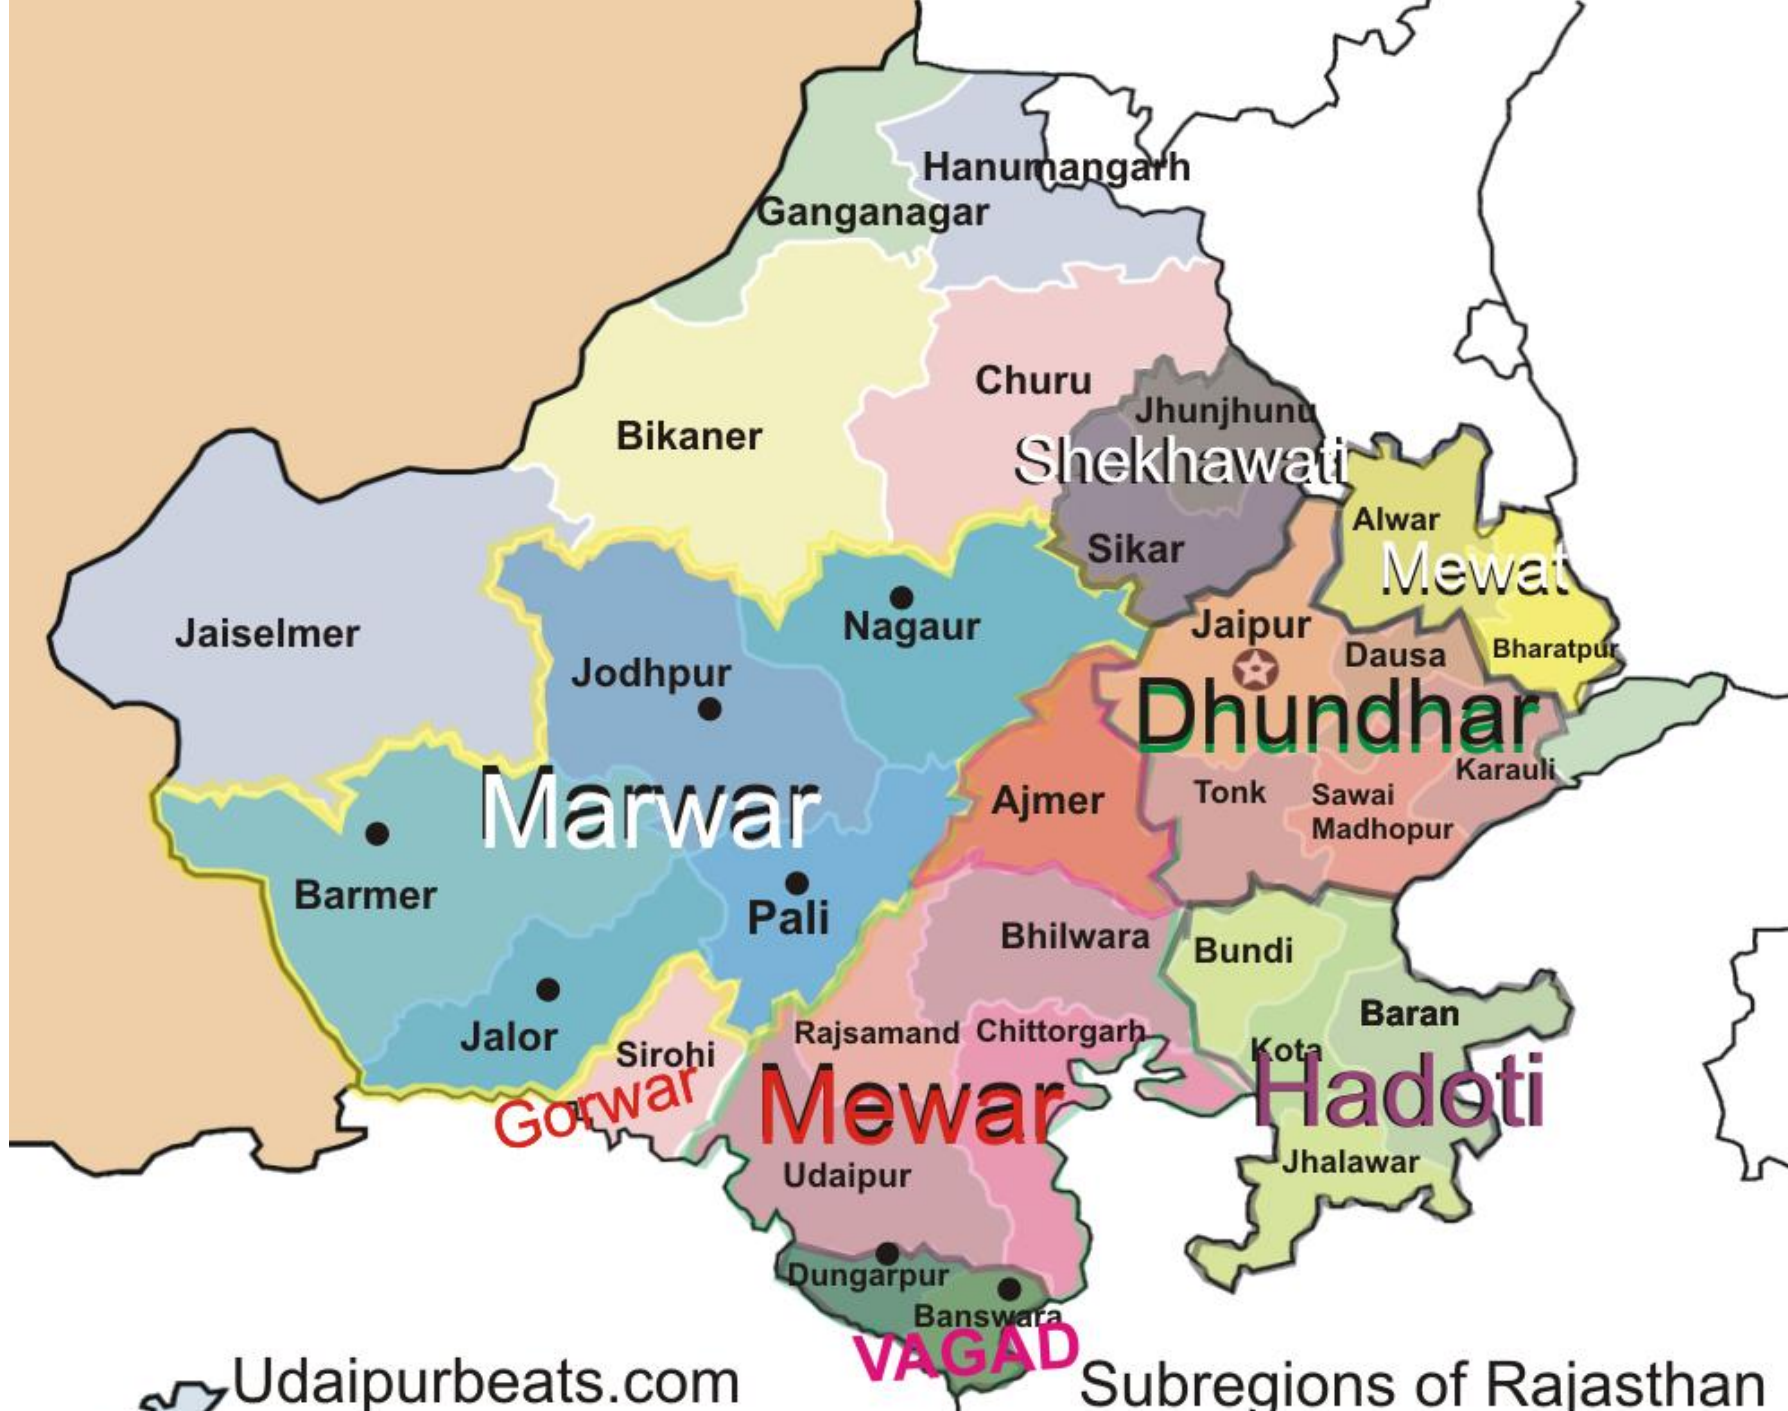 Hanumangarh
Ganganagar
Churu
Bikaner
Jhunjhunu
Shekhawati
Sikar
Alwar
Mewat
Jaiselmer
Nagaur
Jaipur
Jodhpur
Dausa
Bharatpur
Dhundhar
Karauli
Marwar
Ajmer
Tonk
Sawai
Madhopur
Barmer
Pali
Bhilwara
Bundi
Baran
Jalor
Sirohi
Gorwar
Rajsamand
Chittorgarh
Kota
Mewar
Hadoti
Udaipur
Jhalawar
Dungarpur
Banswara
VAGAD
Udaipurbeats.com
Subregions of Rajasthan